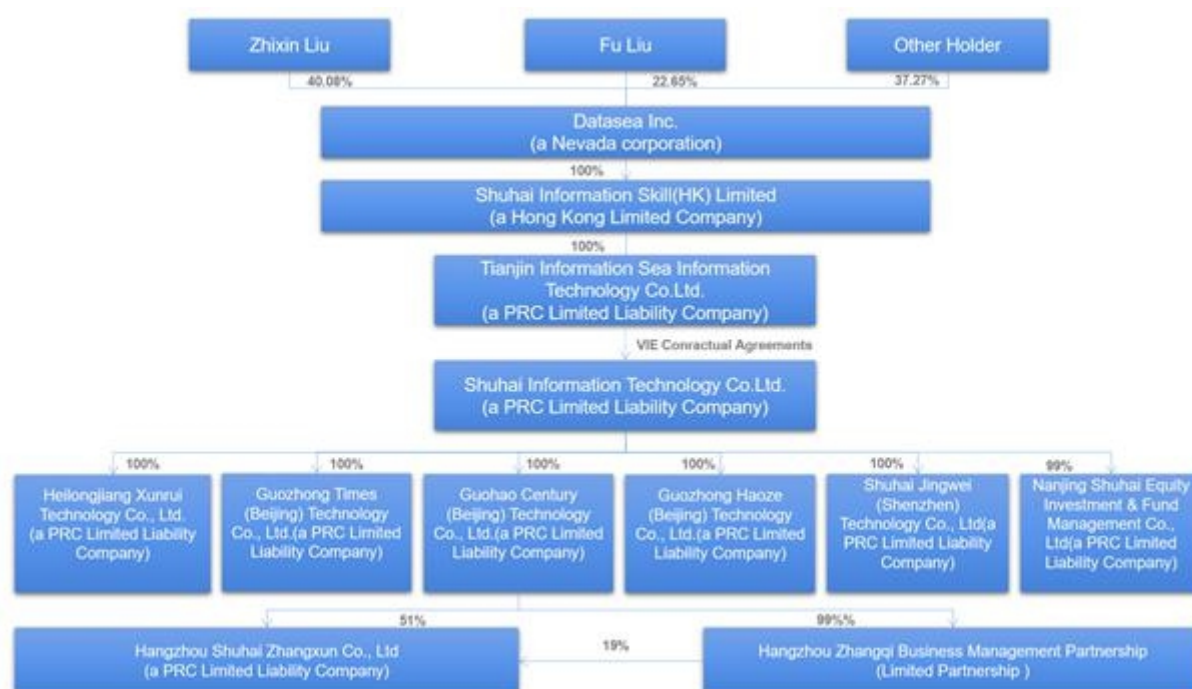 Zhixin Liu
Fu Liu
Other Holder
40.08%
22.65%
37.27%
Datasea Inc.
(a Nevada corporation)
100%
Shuhai Information Skill(HK) Limited
(a Hong Kong Limited Company)
100%
Tianjin Information Sea Information
Technology Co.Ltd.
(a PRC Limited Liability Company)
VIE Conractual Agreements
Shuhai Information Technology Co.Ltd.
(a PRC Limited Liability Company)
100%
100%
100%
100%
100%
99%
Heilongjiang Xunrui
Technology Co., Ltd.
(a PRC Limited Liability
Company)
Guozhong Times
(Beijing) Technology
Co., Ltd.(a PRC Limited
Liability Company)
Guohao Century
(Beijing) Technology
Co., Ltd.(a PRC Limited
Liability Company)
Guozhong Haoze
(Beijing) Technology
Co., Ltd.(a PRC Limited
Liability Company)
Shuhai Jingwei
(Shenzhen)
Technology Co., Ltd(a
PRC Limited Liability
Company)
Nanjing Shuhai Equity
Investment & Fund
Management Co.,
Ltd(a PRC Limited
Liability Company)
51%
99%%
Hangzhou Shuhai Zhangxun Co., Ltd
(a PRC Limited Liability Company)
19%
Hangzhou Zhangqi Business Management Partnership
(Limited Partnership )